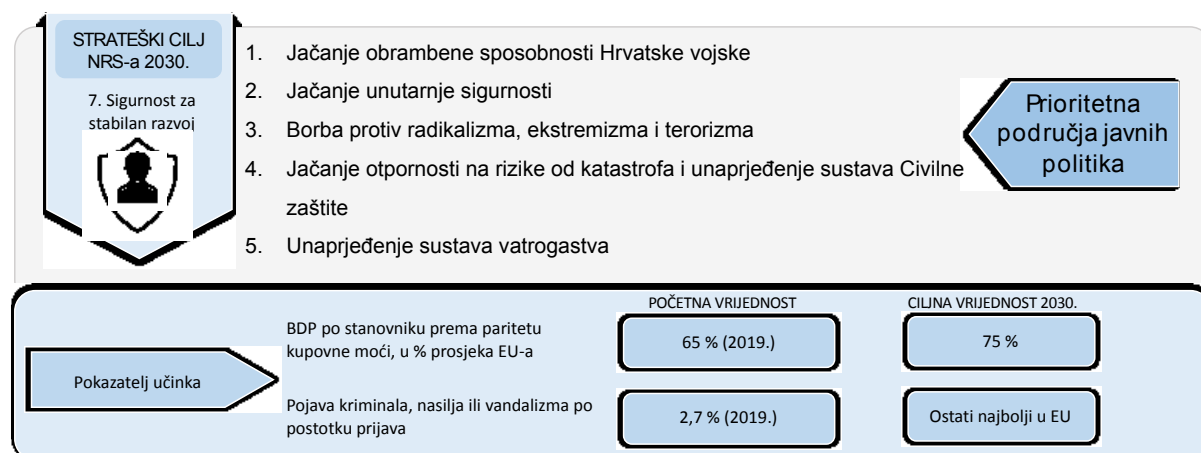 STRATEŠKI CILJ
NRS-a 2030.
7. Sigurnost za
stabilan razvoj
1. Jačanje obrambene sposobnosti Hrvatske vojske
2. Jačanje unutarnje sigurnosti
3. Borba protiv radikalizma, ekstremizma i terorizma
4. Jačanje otpornosti na rizike od katastrofa i unaprjeđenje sustava Civilne
zaštite
5. Unaprjeđenje sustava vatrogastva
Prioritetna
područja javnih
politika
POČETNA VRIJEDNOST
CILJNA VRIJEDNOST 2030.
Pokazatelj učinka
BDP po stanovniku prema paritetu
kupovne moći, u % prosjeka EU-a
65 % (2019.)
75 %
Pojava kriminala, nasilja ili vandalizma po
postotku prijava
2,7 % (2019.)
Ostati najbolji u EU